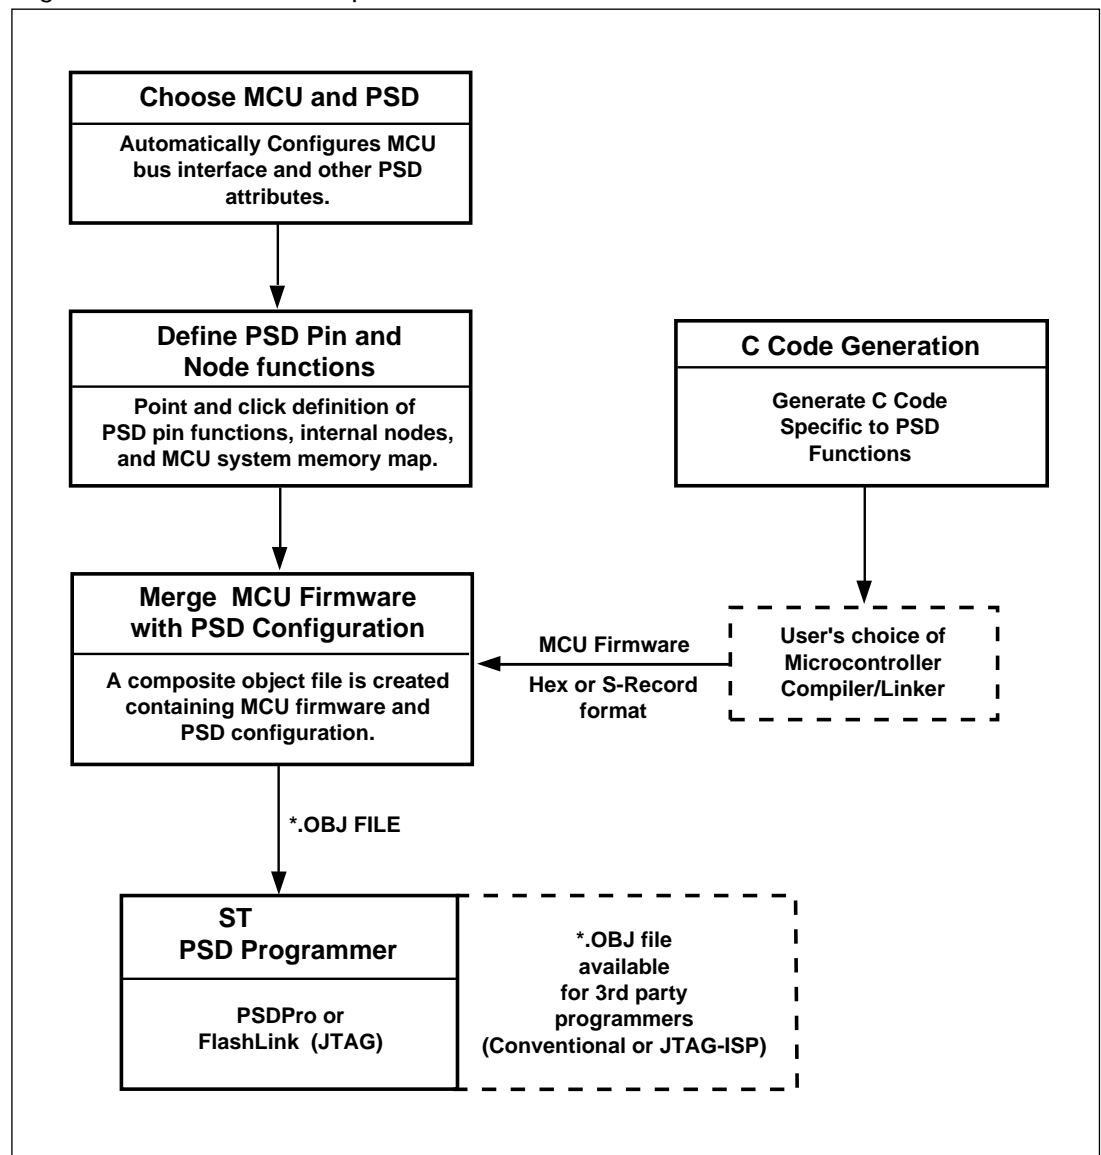 Choose MCU and PSD
Automatically Configures MCU
bus interface and other PSD
attributes.
Define PSD Pin and
Node functions
Point and click definition of
PSD pin functions, internal nodes,
and MCU system memory map.
C Code Generation
Generate C Code
Specific to PSD
Functions
Merge MCU Firmware
with PSD Configuration
A composite object file is created
containing MCU firmware and
PSD configuration.
MCU Firmware
Hex or S-Record
format
User's choice of
Microcontroller
Compiler/Linker
*.OBJ FILE
ST
PSD Programmer
PSDPro or
FlashLink (JTAG)
*.OBJ file
available
for 3rd party
programmers
(Conventional or JTAG-ISP)